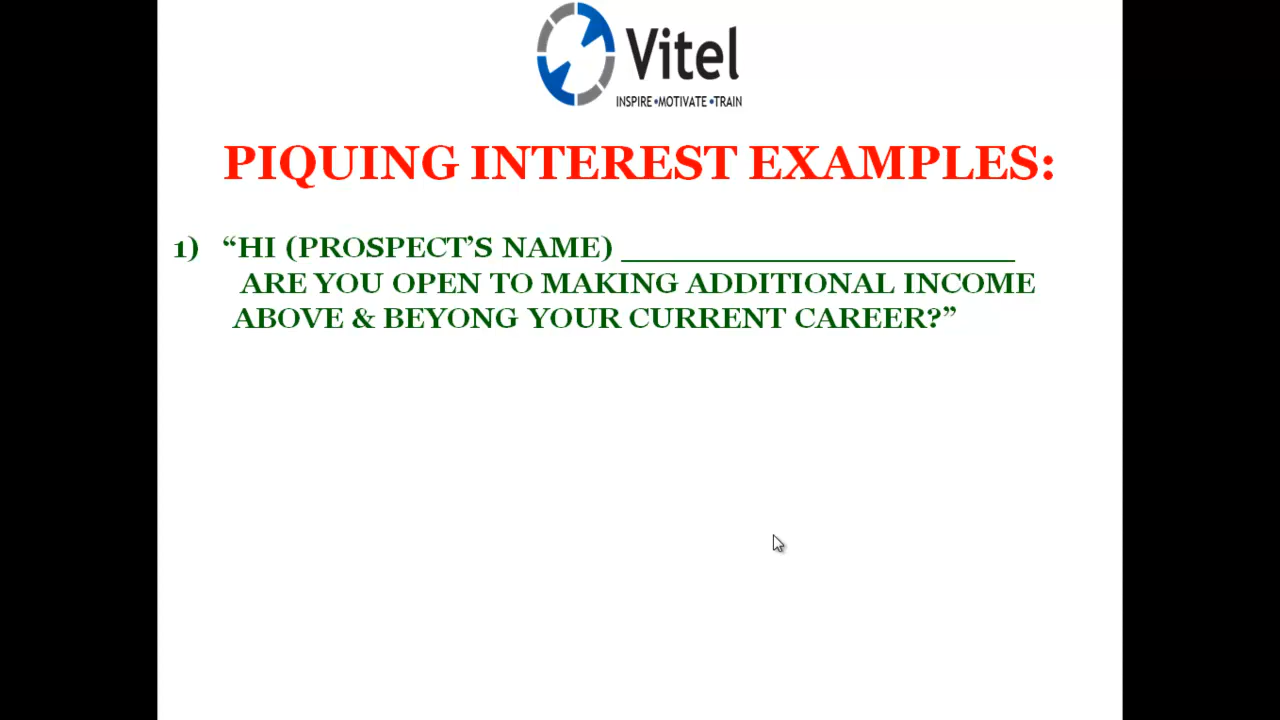 Vitel
INSPIRE •MOTIVATE •TRAIN
PIQUING INTEREST EXAMPLES:
1) “HI (PROSPECT’S NAME) _________________________
ARE YOU OPEN TO MAKING ADDITIONAL INCOME
ABOVE & BEYONG YOUR CURRENT CAREER?”